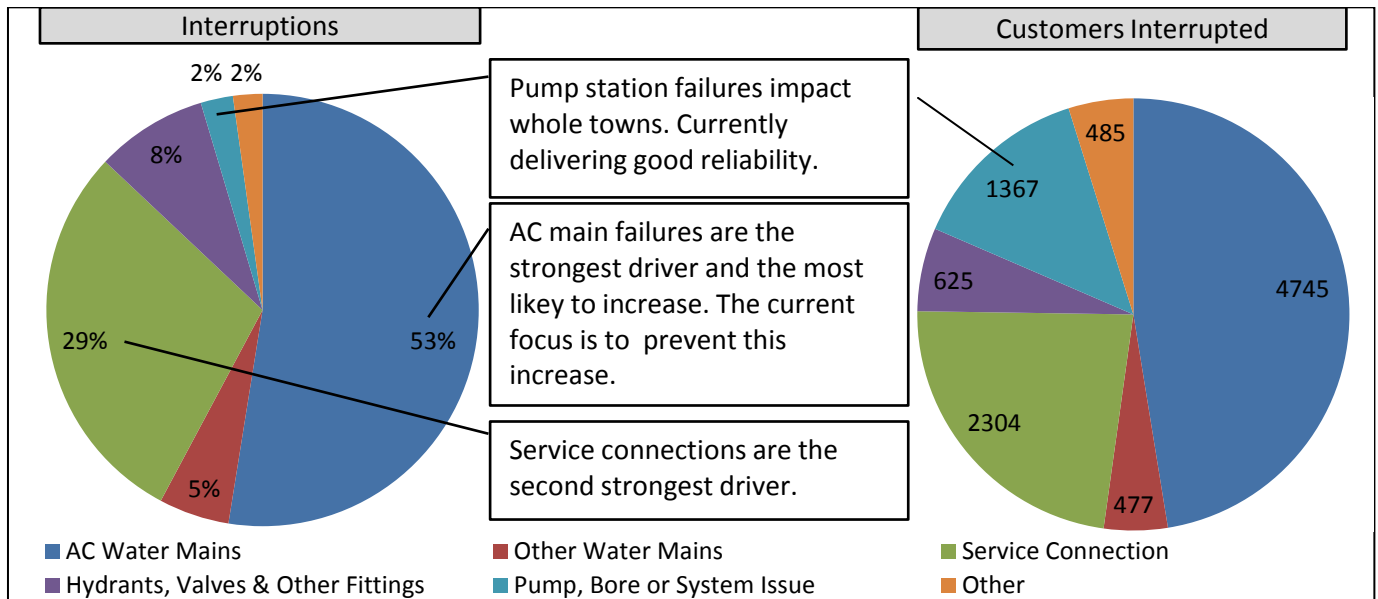 Interruptions
Customers Interrupted
2% 2%
8%
29%
5%
53%
Pump station failures impact
whole towns. Currently
delivering good reliability.
AC main failures are the
strongest driver and the most
likely to increase. The current
focus is to prevent this
increase.
Service connections are the
second strongest driver.
485
1367
625
4745
2304
477
AC Water Mains
Other Water Mains
Service Connection
Hydrants, Valves & Other Fittings
Pump, Bore or System Issue
Other